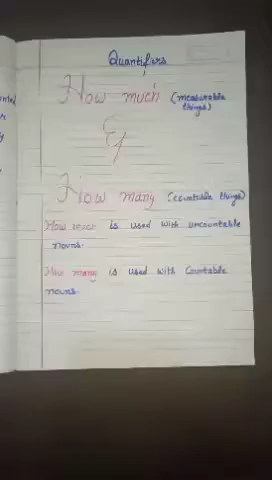 Quantifiers
How much (measurable things)
&
How many (countable things)
How much is used with uncountable
nouns.
How many is used with countable
nouns.